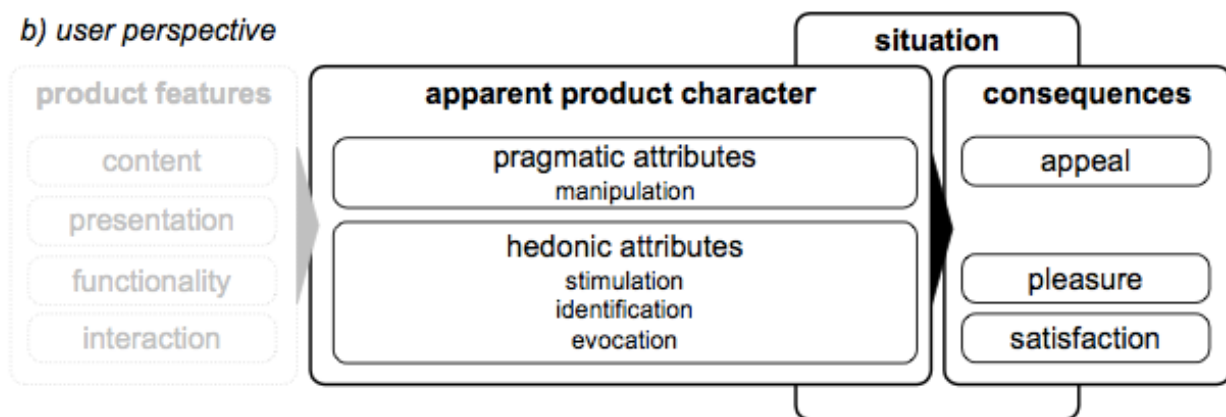 b) user perspective
situation
product features
content
presentation
functionality
interaction
apparent product character
pragmatic attributes
manipulation
hedonic attributes
stimulation
identification
evocation
consequences
appeal
pleasure
satisfaction